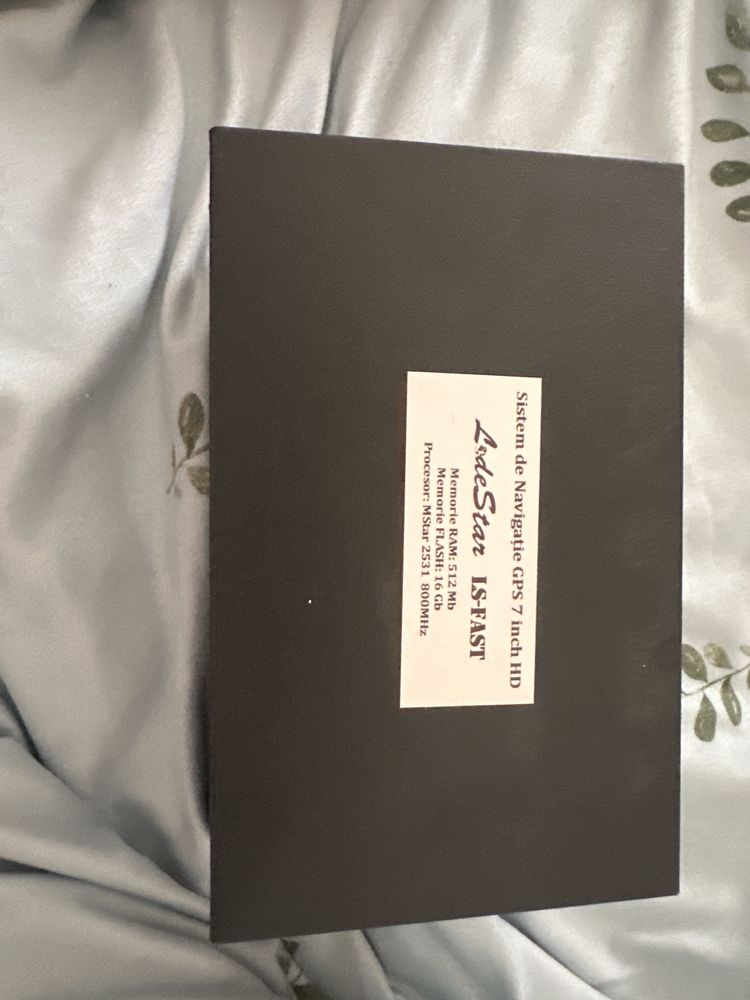 Sistem de Navigație GPS 7 inch HD
LodeStar LS-FAST
Memorie RAM: 512 Mb
Memorie FLASH: 16 Gb
Procesor: MStar 2531 800MHz